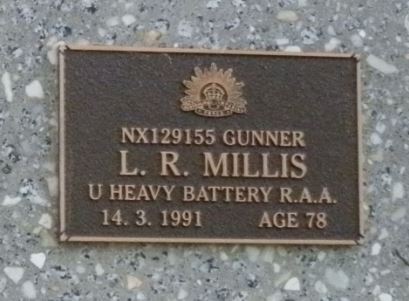 NX129155 GUNNER
L. R. MILLIS
U HEAVY BATTERY R.A.A.
14. 3. 1991 AGE 78